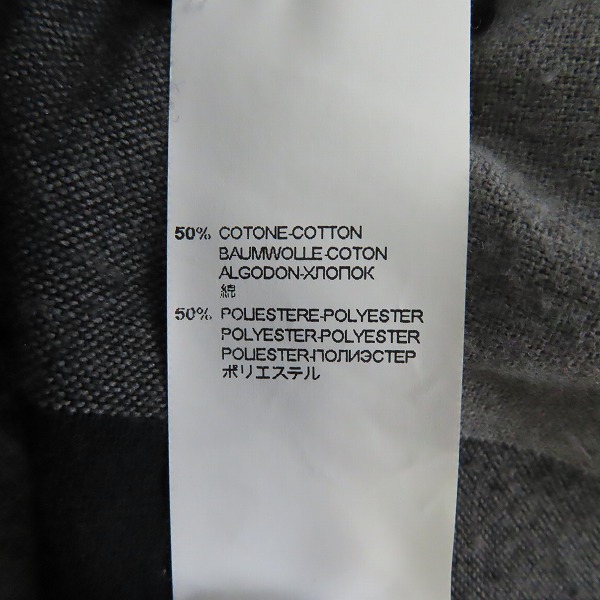 50% COTONE-COTTON
BAUMWOLLE-COTON
ALGODON-ХЛОПОК
綿
50% POLIESTERE-POLYESTER
POLYESTER-POLYESTER
POLIESTER-ПОЛИЭСТЕР
ポリエステル